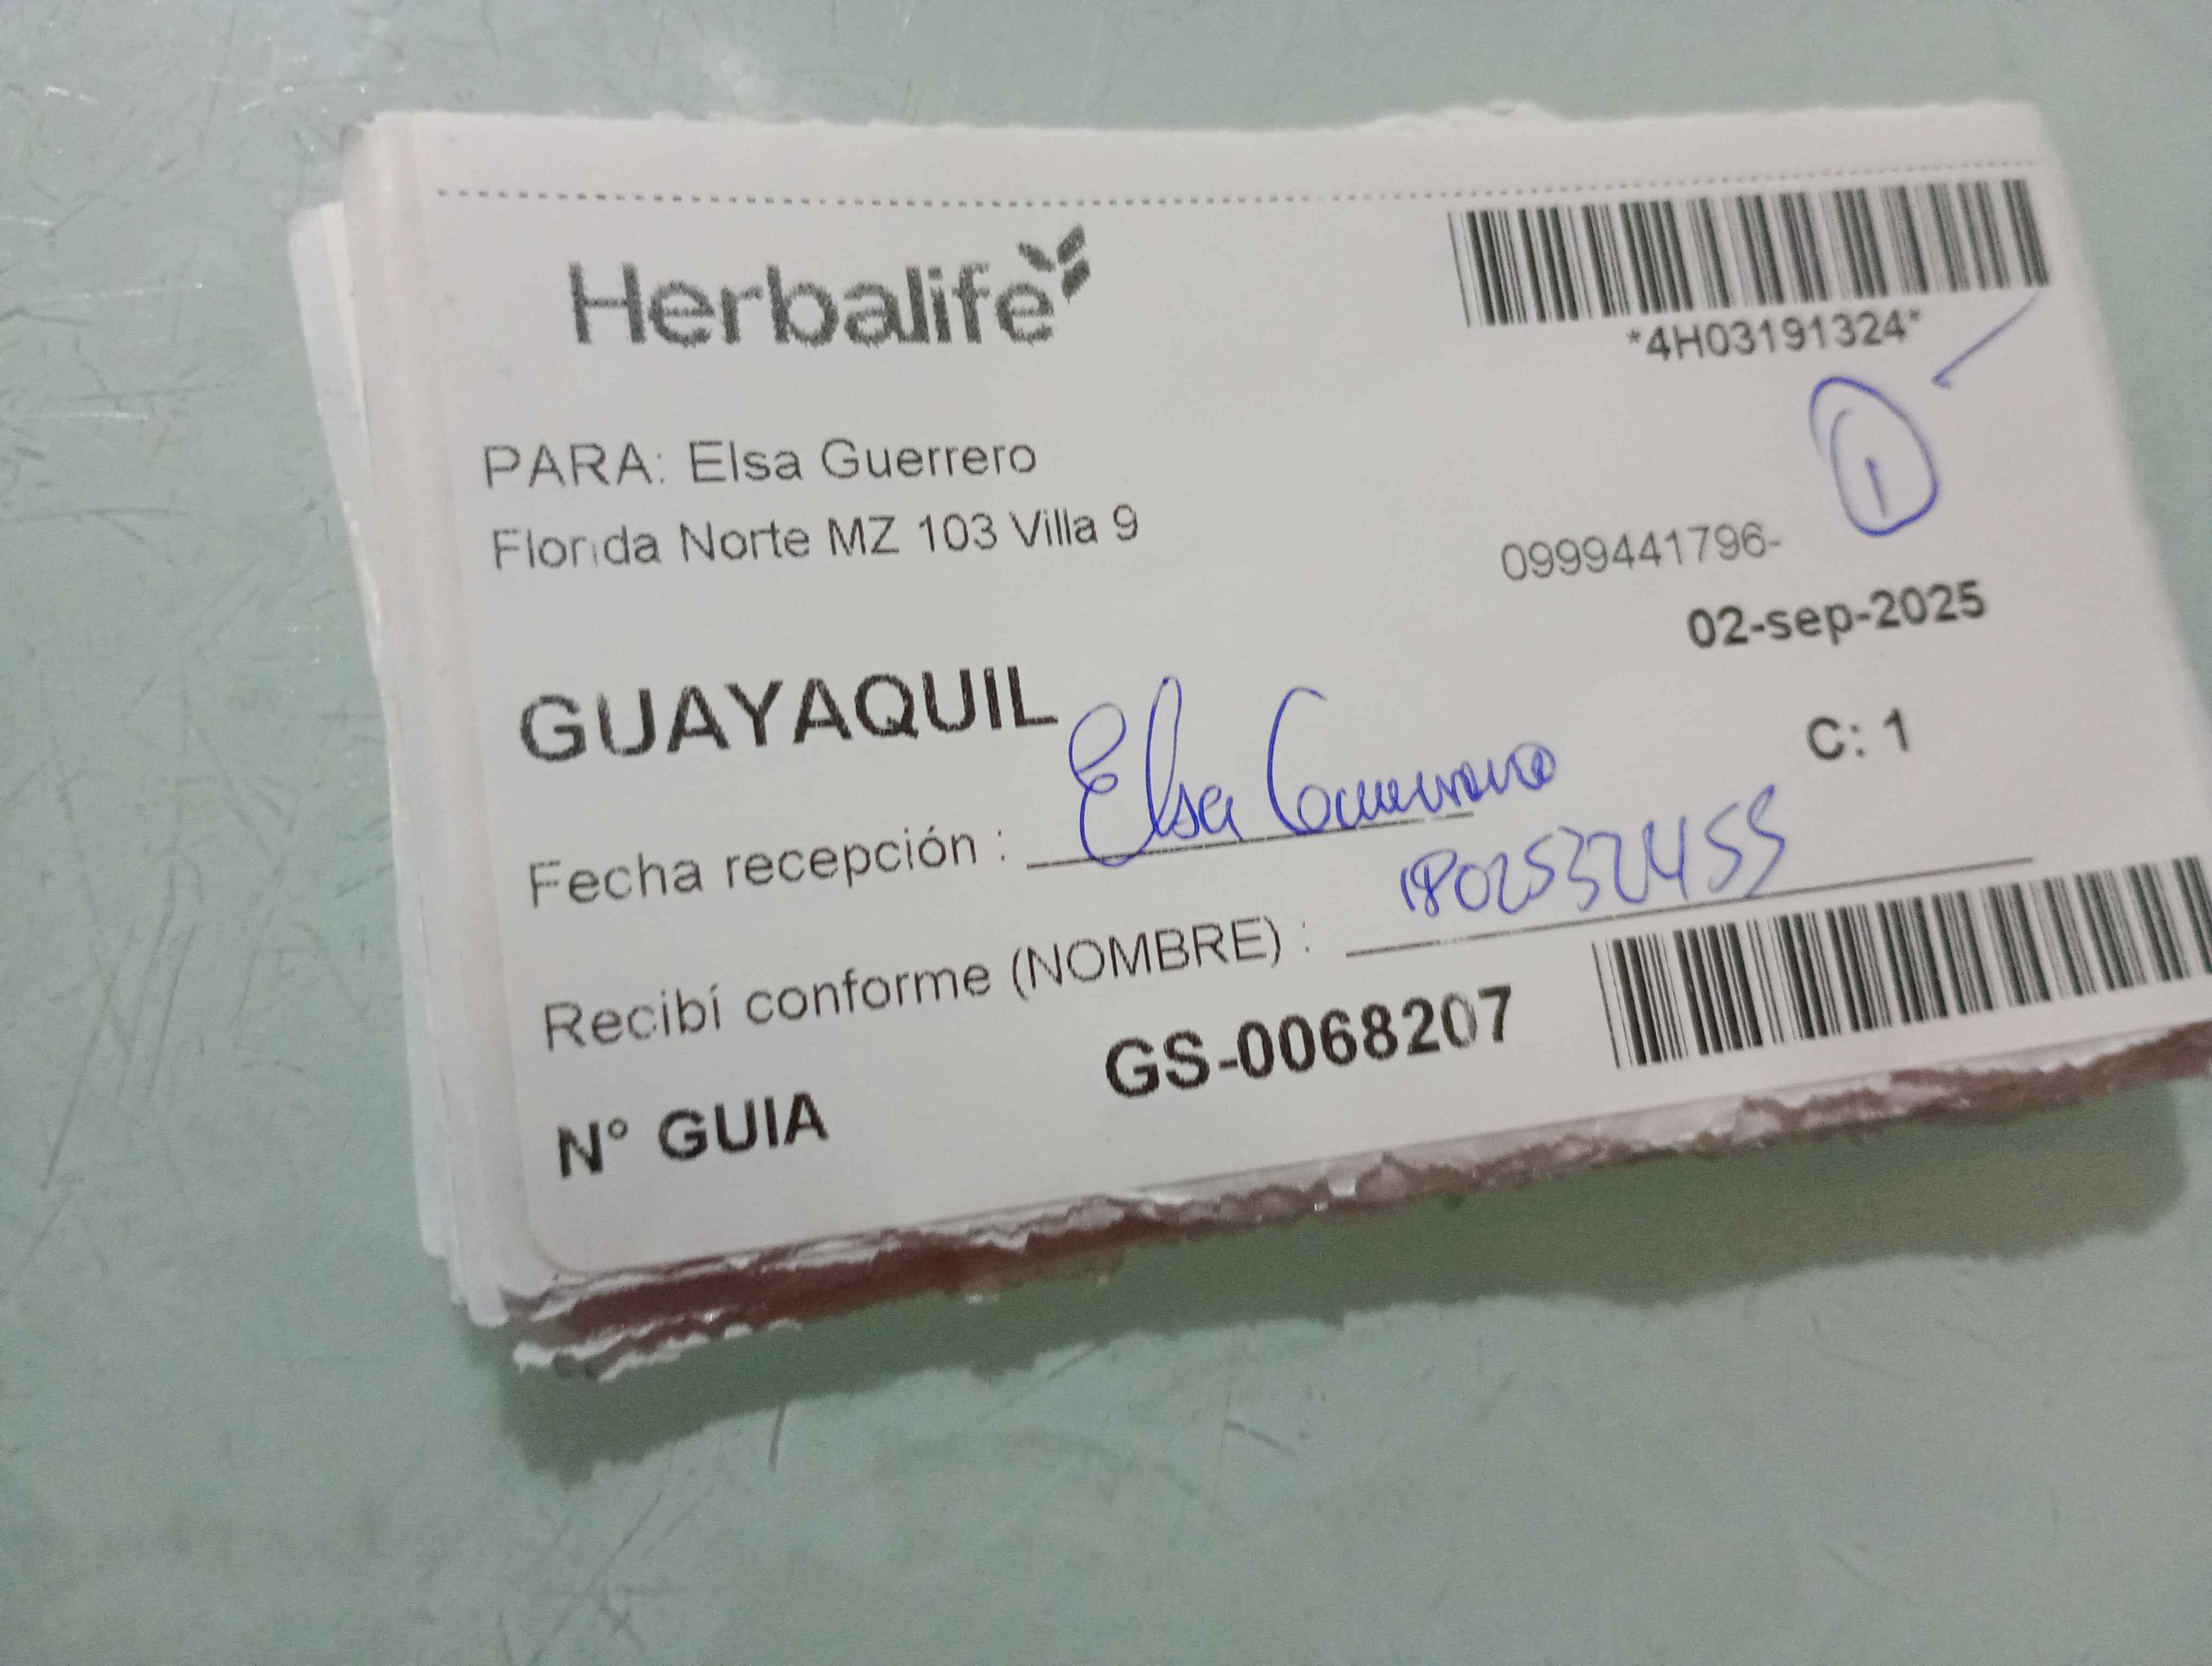 Herbalife
*4H03191324*
1
PARA: Elsa Guerrero
Florida Norte MZ 103 Villa 9
0999441796-
02-sep-2025
GUAYAQUIL
C: 1
Fecha recepción : Elsa Guerrero
Recibí conforme (NOMBRE) : 1802532455
N° GUIA GS-0068207